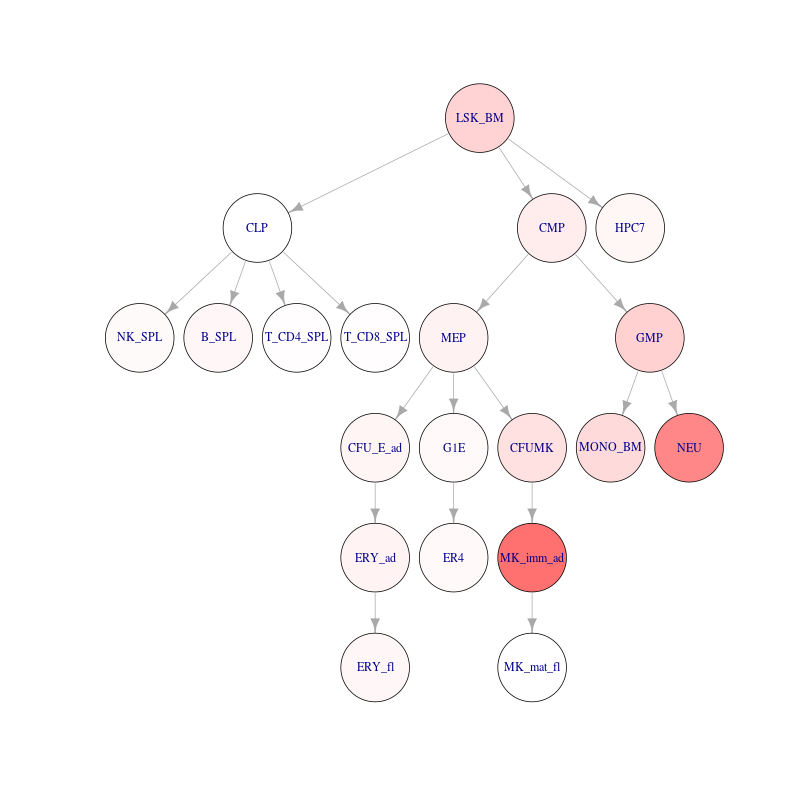 LSK_BM
CLP
CMP
HPC7
NK_SPL
B_SPL
T_CD4_SPL
T_CD8_SPL
MEP
GMP
CFU_E_ad
G1E
CFUMK
MONO_BM
NEU
ERY_ad
ER4
MK_imm_ad
ERY_fl
MK_mat_fl